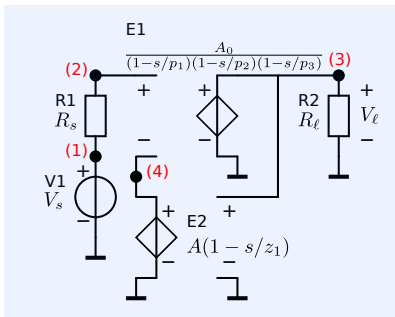 E1
A₀
(1−s/p₁)(1−s/p₂)(1−s/p₃)
(2)
(3)
+
+
+
R1
Rₛ
R2
Rℓ
Vℓ
−
−
−
(1)
+
(4)
V1
Vₛ
−
+
E2
+
A(1 − s/z₁)
−
−